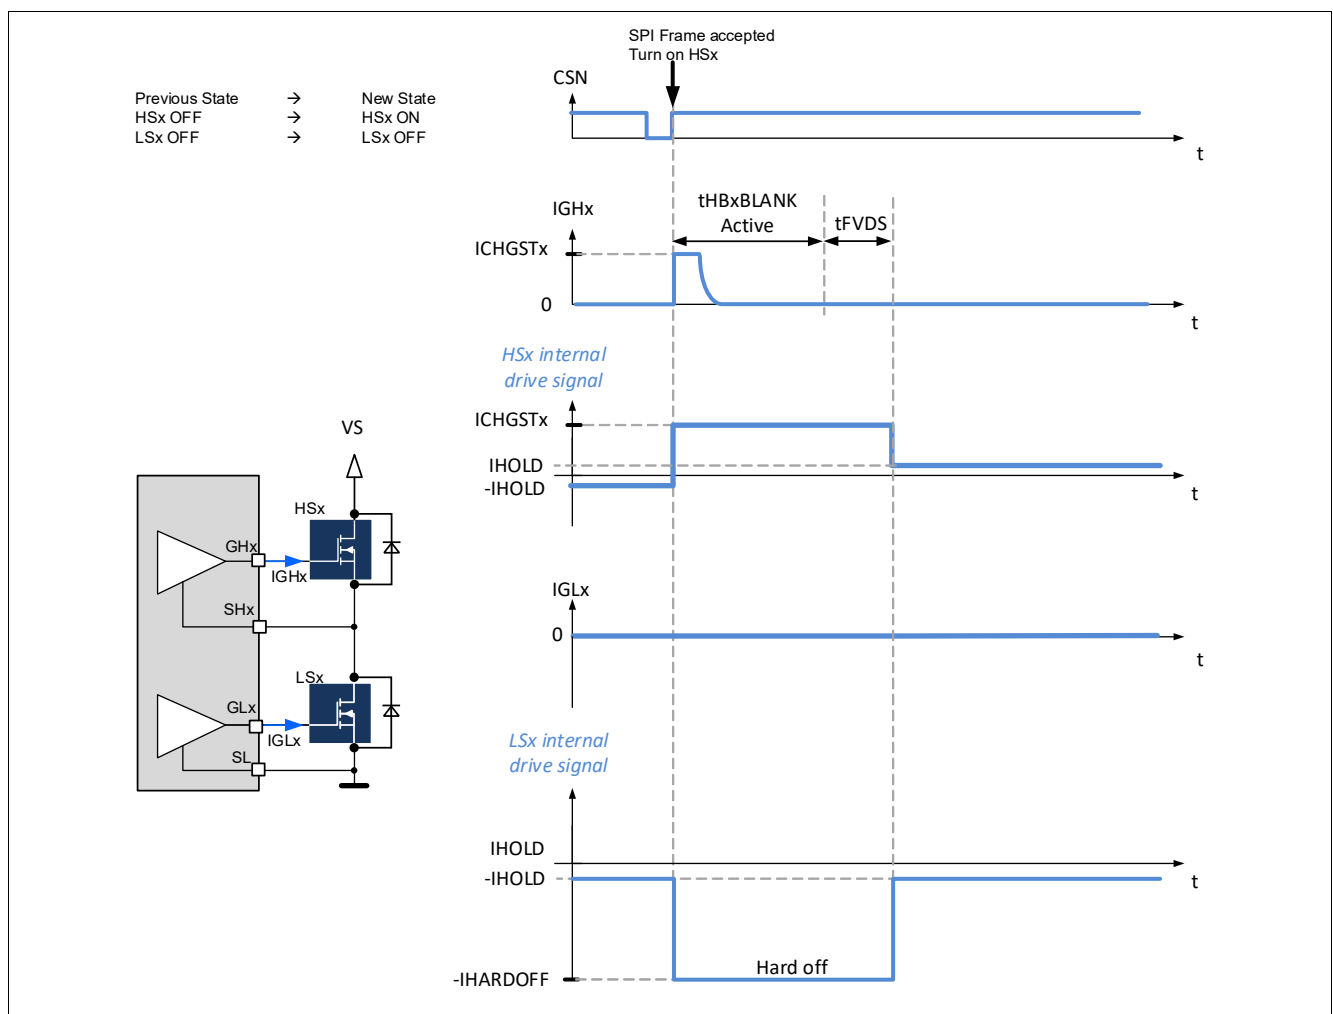 SPI Frame accepted
Turn on HSx
CSN
Previous State → New State
HSx OFF → HSx ON
LSx OFF → LSx OFF
t
tHBxBLANK
Active
tFVDS
IGHx
ICHGSTx
0
t
HSx internal
drive signal
ICHGSTx
IHOLD
-IHOLD
t
VS
HSx
GHx
IGHx
SHx
LSx
GLx
IGLx
SL
IGLx
0
t
LSx internal
drive signal
IHOLD
-IHOLD
t
Hard off
-IHARDOFF